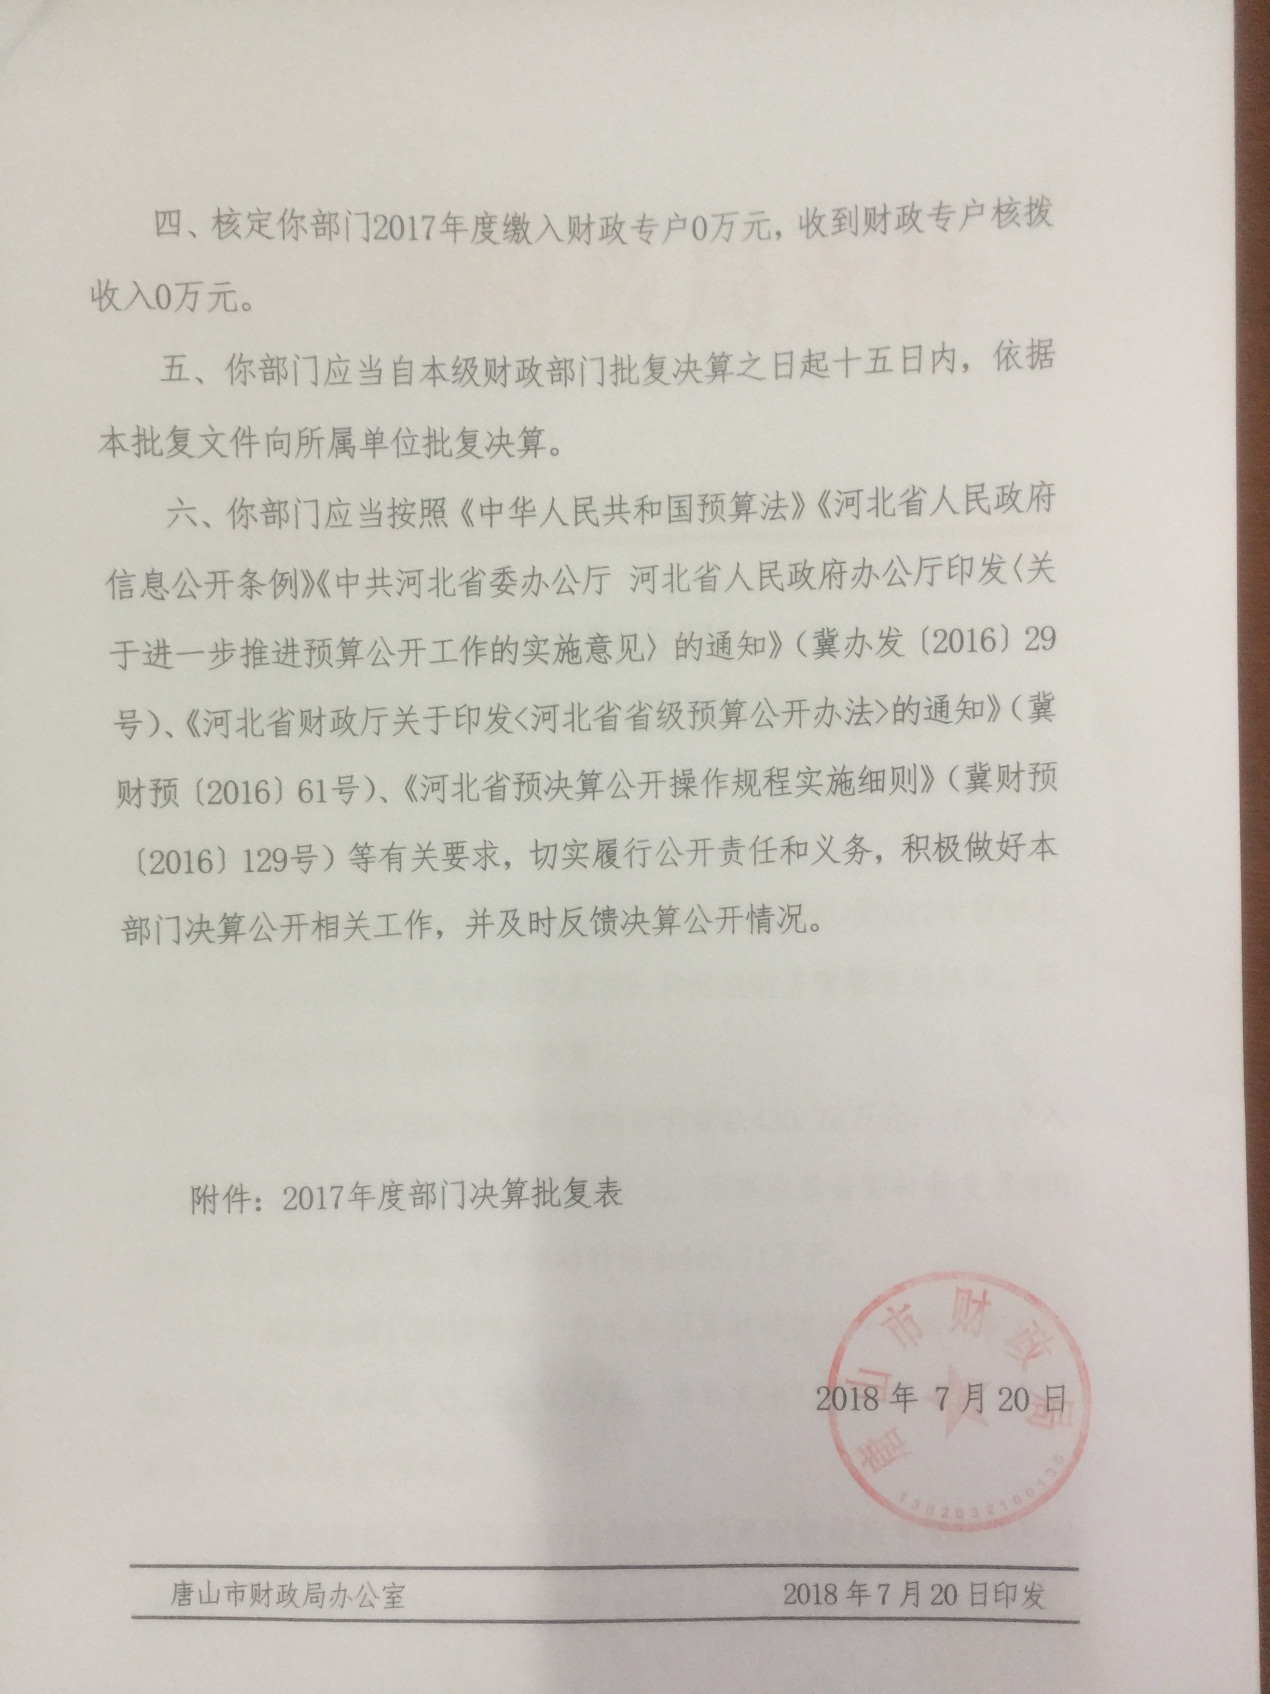 四、核定你部门2017年度缴入财政专户0万元，收到财政专户核拨
收入0万元。
五、你部门应当自本级财政部门批复决算之日起十五日内，依据
本批复文件向所属单位批复决算。
六、你部门应当按照《中华人民共和国预算法》《河北省人民政府
信息公开条例》《中共河北省委办公厅 河北省人民政府办公厅印发〈关
于进一步推进预算公开工作的实施意见〉的通知》（冀办发〔2016〕29
号）、《河北省财政厅关于印发<河北省省级预算公开办法>的通知》（冀
财预〔2016〕61号）、《河北省预决算公开操作规程实施细则》（冀财预
〔2016〕129号）等有关要求，切实履行公开责任和义务，积极做好本
部门决算公开相关工作，并及时反馈决算公开情况。
附件：2017年度部门决算批复表
唐山市财政局
2018 年 7 月 20 日
唐山市财政局办公室
2018 年 7 月 20 日印发